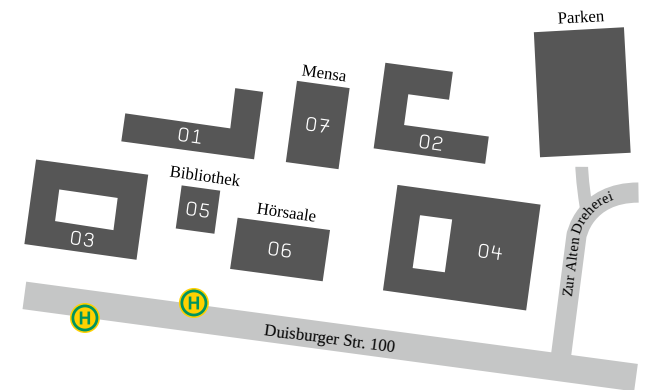 Parken
Mensa
01
07
02
Bibliothek
05
Hörsaale
03
06
04
Zur Alten Dreherei
H
H
Duisburger Str. 100